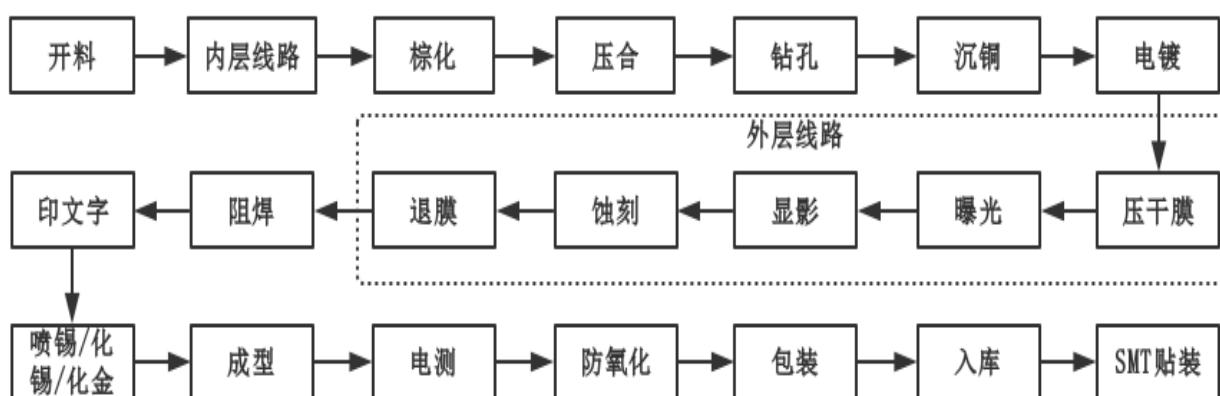 开料
内层线路
棕化
压合
钻孔
沉铜
电镀
外层线路
印文字
阻焊
退膜
蚀刻
显影
曝光
压干膜
喷锡/化
锡/化金
成型
电测
防氧化
包装
入库
SMT贴装